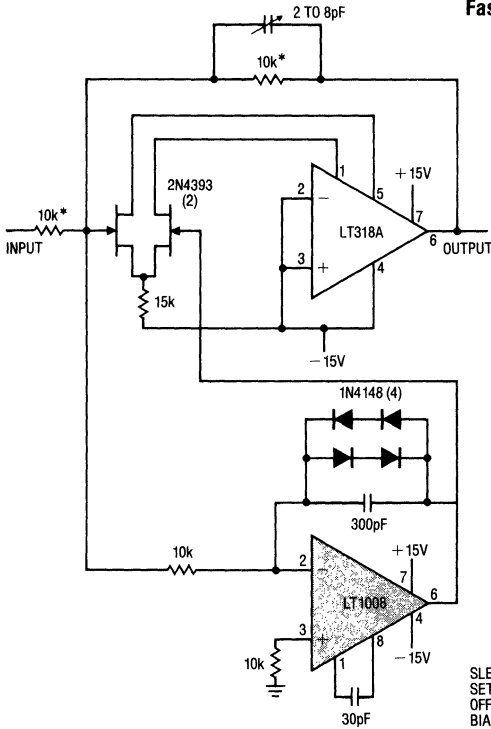 Fas
2 TO 8pF
10k*
1
5
+15V
2N4393
(2)
2
−
7
10k*
LT318A
6
INPUT
OUTPUT
3
+
4
15k
−15V
1N4148 (4)
300pF
+15V
10k
2
−
7
6
LT1008
4
3
+
8
−15V
10k
1
30pF
SLE
SET
OFF
BIA